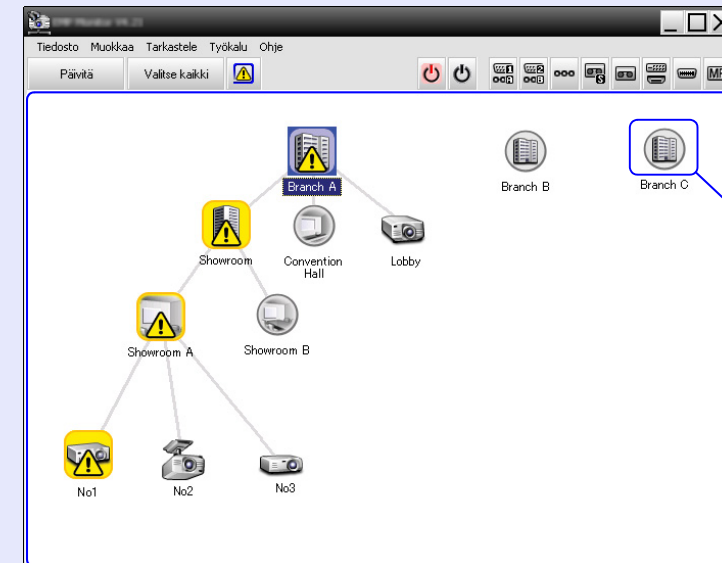 Tiedosto Muokkaa Tarkastele Työkalu Ohje
Päivitä Valitse kaikki
Branch A
Branch B
Branch C
Showroom
Convention
Hall
Lobby
Showroom A
Showroom B
No1
No2
No3